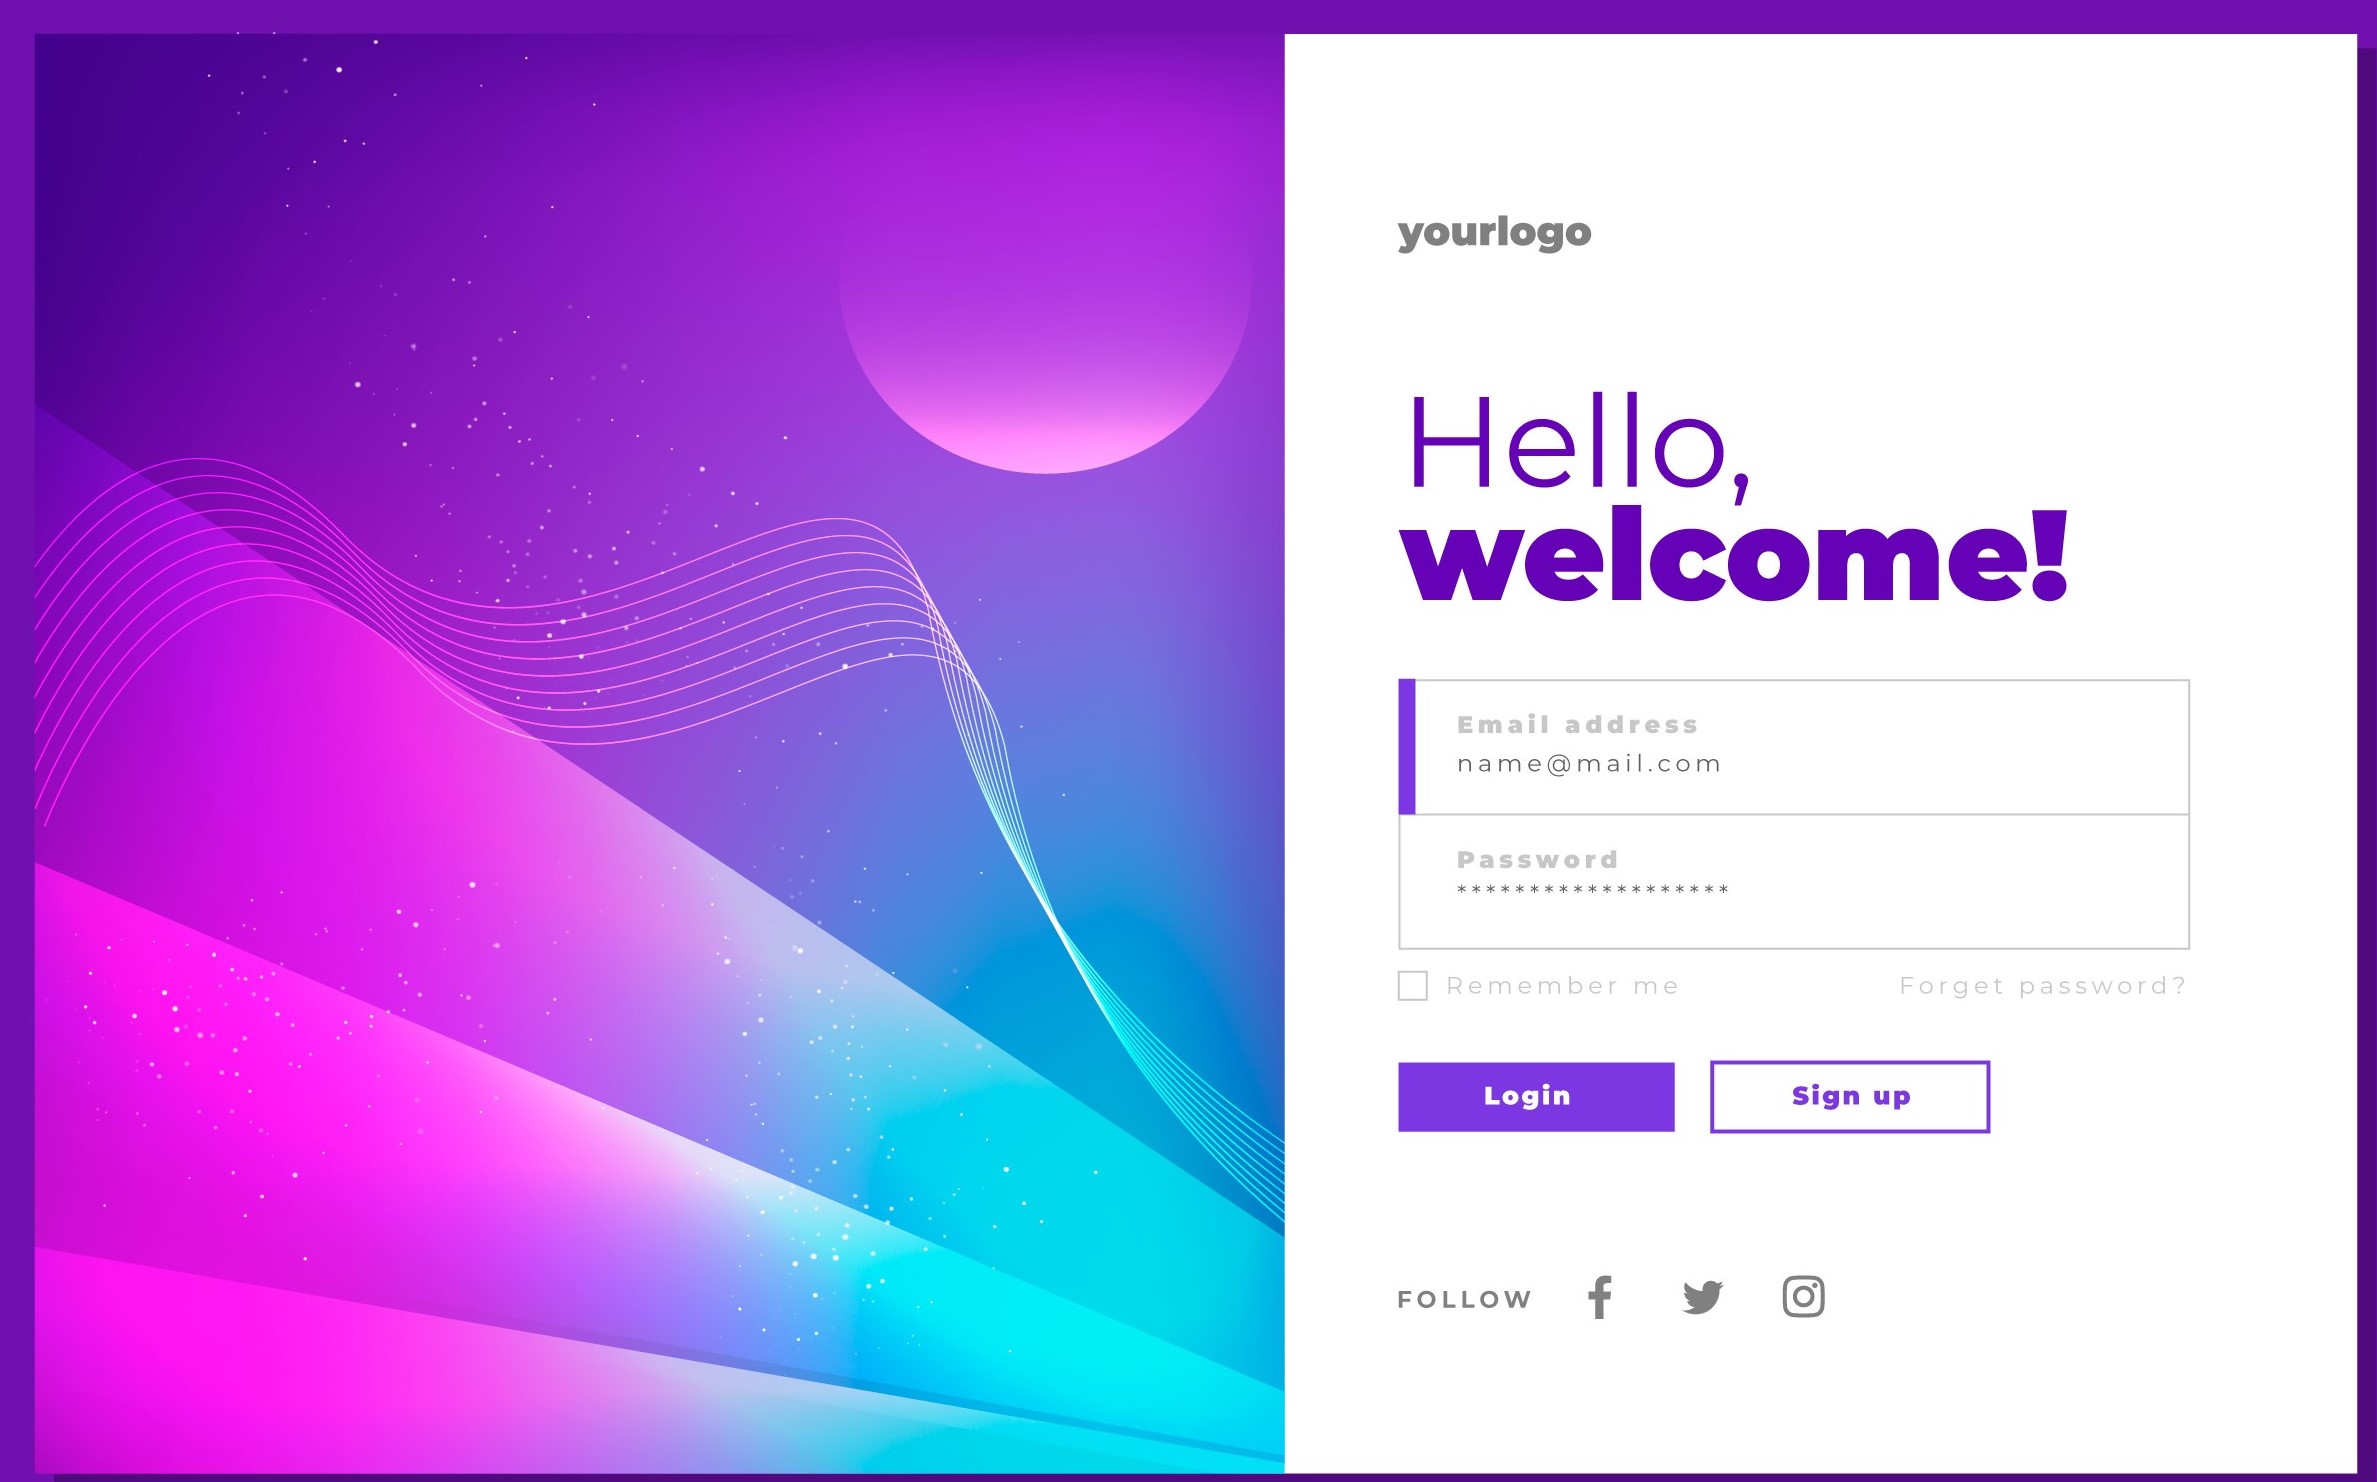 yourlogo
Hello,
welcome!
Email address
name@mail.com
Password
*******************
Remember me
Forget password?
Login
Sign up
FOLLOW